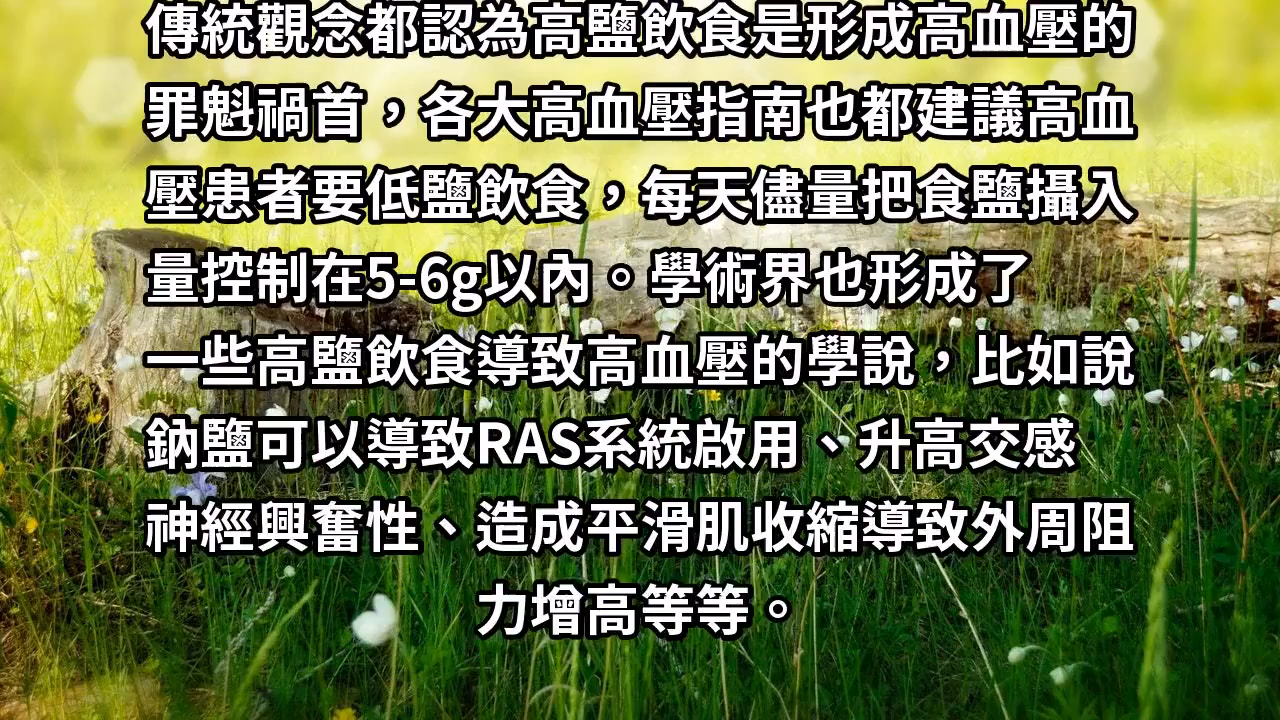 傳統觀念都認為高鹽飲食是形成高血壓的
罪魁禍首，各大高血壓指南也都建議高血
壓患者要低鹽飲食，每天儘量把食鹽攝入
量控制在5-6g以內。學術界也形成了
一些高鹽飲食導致高血壓的學說，比如說
鈉鹽可以導致RAS系統啟用、升高交感
神經興奮性、造成平滑肌收縮導致外周阻
力增高等等。